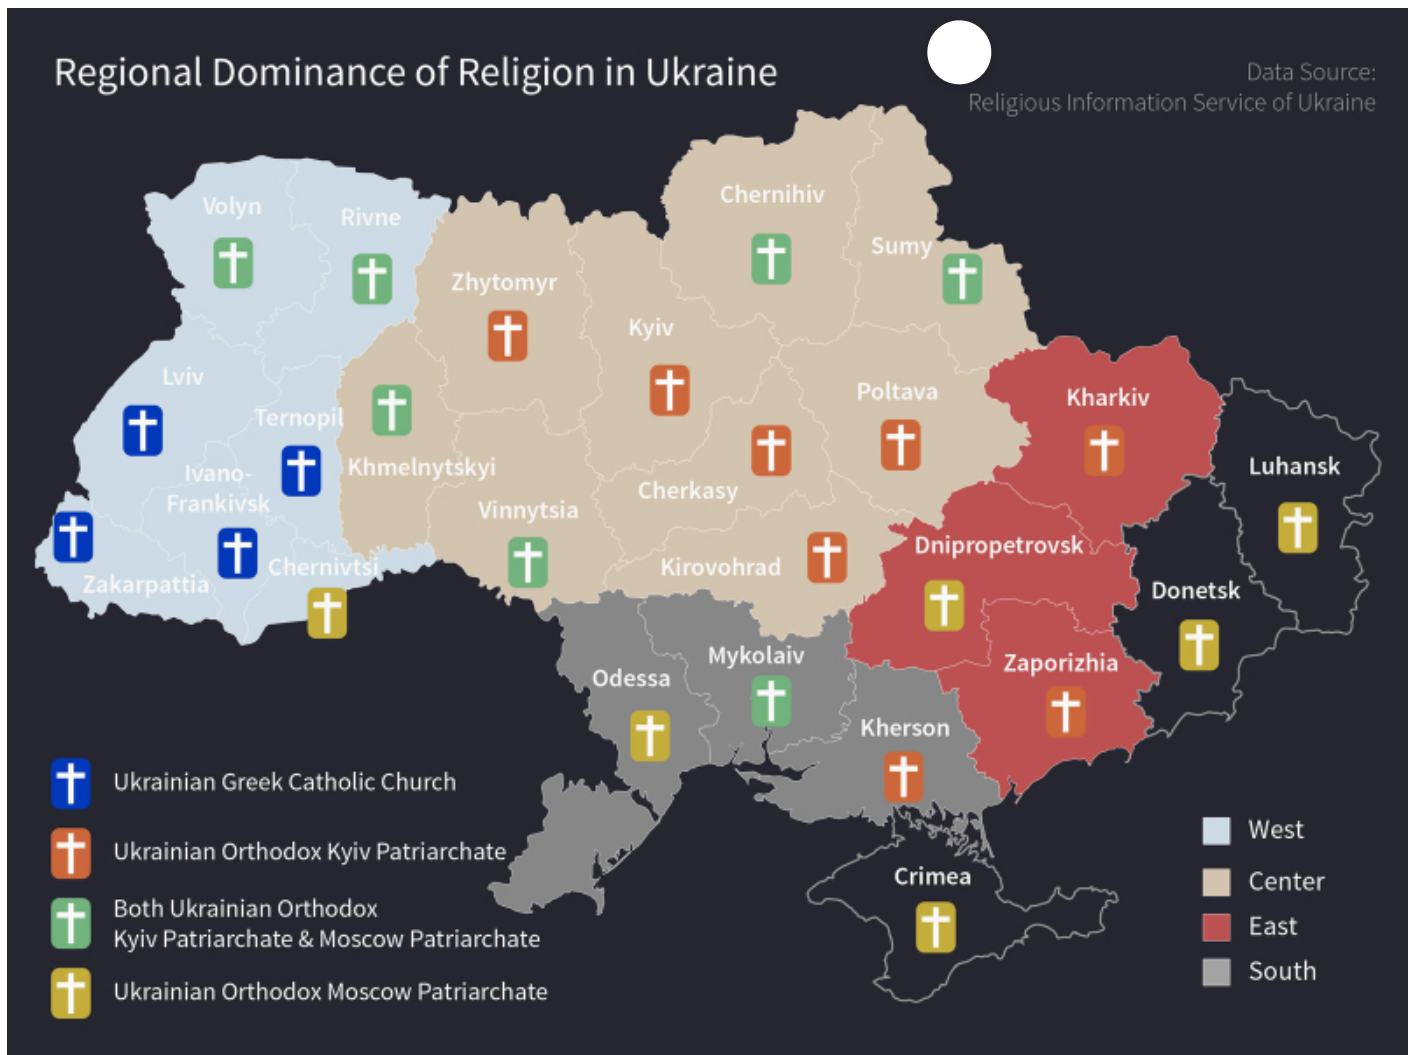 Regional Dominance of Religion in Ukraine
Data Source:
Religious Information Service of Ukraine
Chernihiv
Volyn
Rivne
Sumy
Zhytomyr
Kyiv
Lviv
Poltava
Kharkiv
Ternopil
Khmelnytskyi
Luhansk
Ivano-
Frankivsk
Cherkasy
Vinnytsia
Dnipropetrovsk
Chernivtsi
Kirovohrad
Zakarpattia
Donetsk
Mykolaiv
Zaporizhia
Odessa
Kherson
Crimea
Ukrainian Greek Catholic Church
Ukrainian Orthodox Kyiv Patriarchate
Both Ukrainian Orthodox
Kyiv Patriarchate & Moscow Patriarchate
Ukrainian Orthodox Moscow Patriarchate
West
Center
East
South